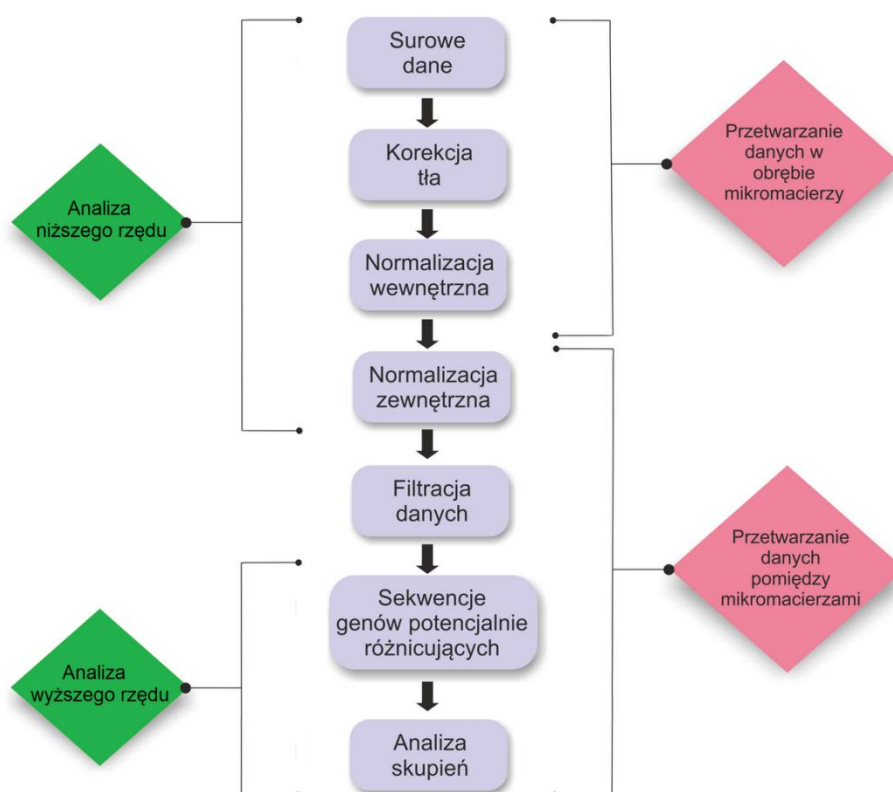 Surowe
dane
Korekcja
tła
Normalizacja
wewnętrzna
Normalizacja
zewnętrzna
Filtracja
danych
Sekwencje
genów potencjalnie
różnicujących
Analiza
skupień
Analiza
niższego rzędu
Analiza
wyższego rzędu
Przetwarzanie
danych w
obrębie
mikromacierzy
Przetwarzanie
danych
pomiędzy
mikromacierzami